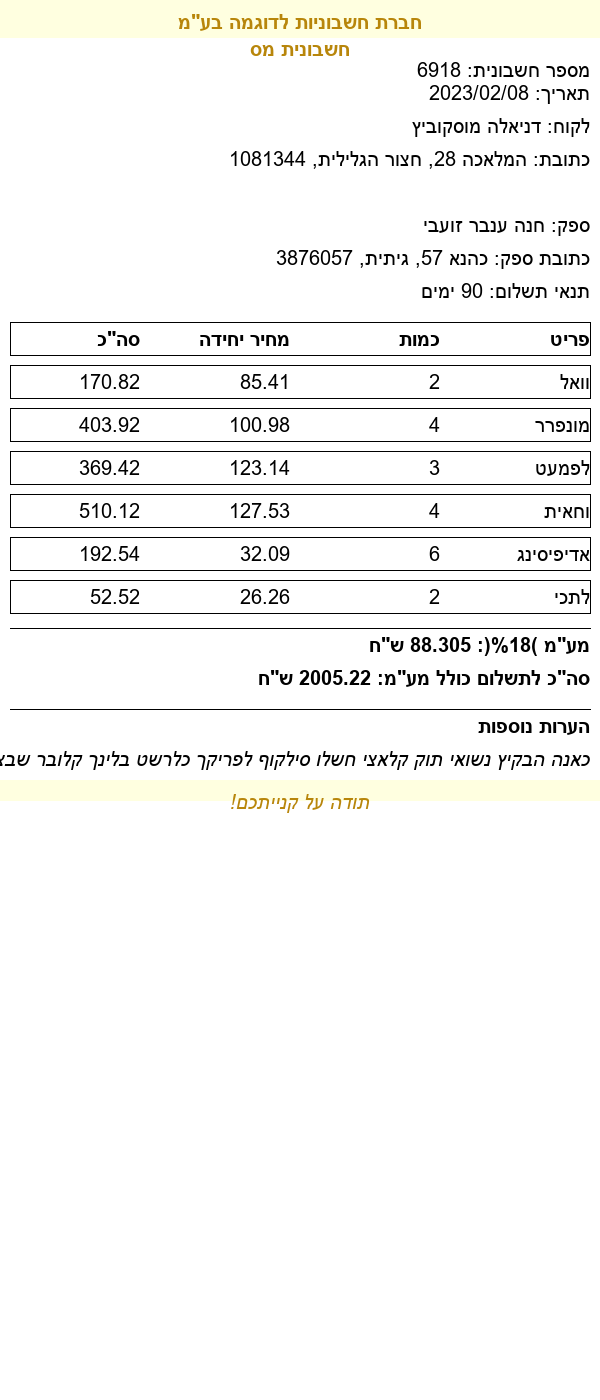 חברת חשבוניות לדוגמה בע"מ
חשבונית מס
מספר חשבונית: 6918
תאריך: 2023/02/08
לקוח: דניאלה מוסקוביץ
כתובת: המלאכה 28, חצור הגלילית, 1081344
ספק: חנה ענבר זועבי
כתובת ספק: כהנא 57, גיתית, 3876057
תנאי תשלום: 90 ימים
פריט כמות מחיר יחידה סה"כ
וואל 2 85.41 170.82
מונפרר 4 100.98 403.92
לפמעט 3 123.14 369.42
וחאית 4 127.53 510.12
אדיפיסינג 6 32.09 192.54
לתכי 2 26.26 52.52
מע"מ )18%(: 88.305 ש"ח
סה"כ לתשלום כולל מע"מ: 2005.22 ש"ח
הערות נוספות
כאנה הבקיץ נשואי תוק קלאצי חשלו סילקוף לפריקך כלרשט בלינך קלובר
תודה על קנייתכם!